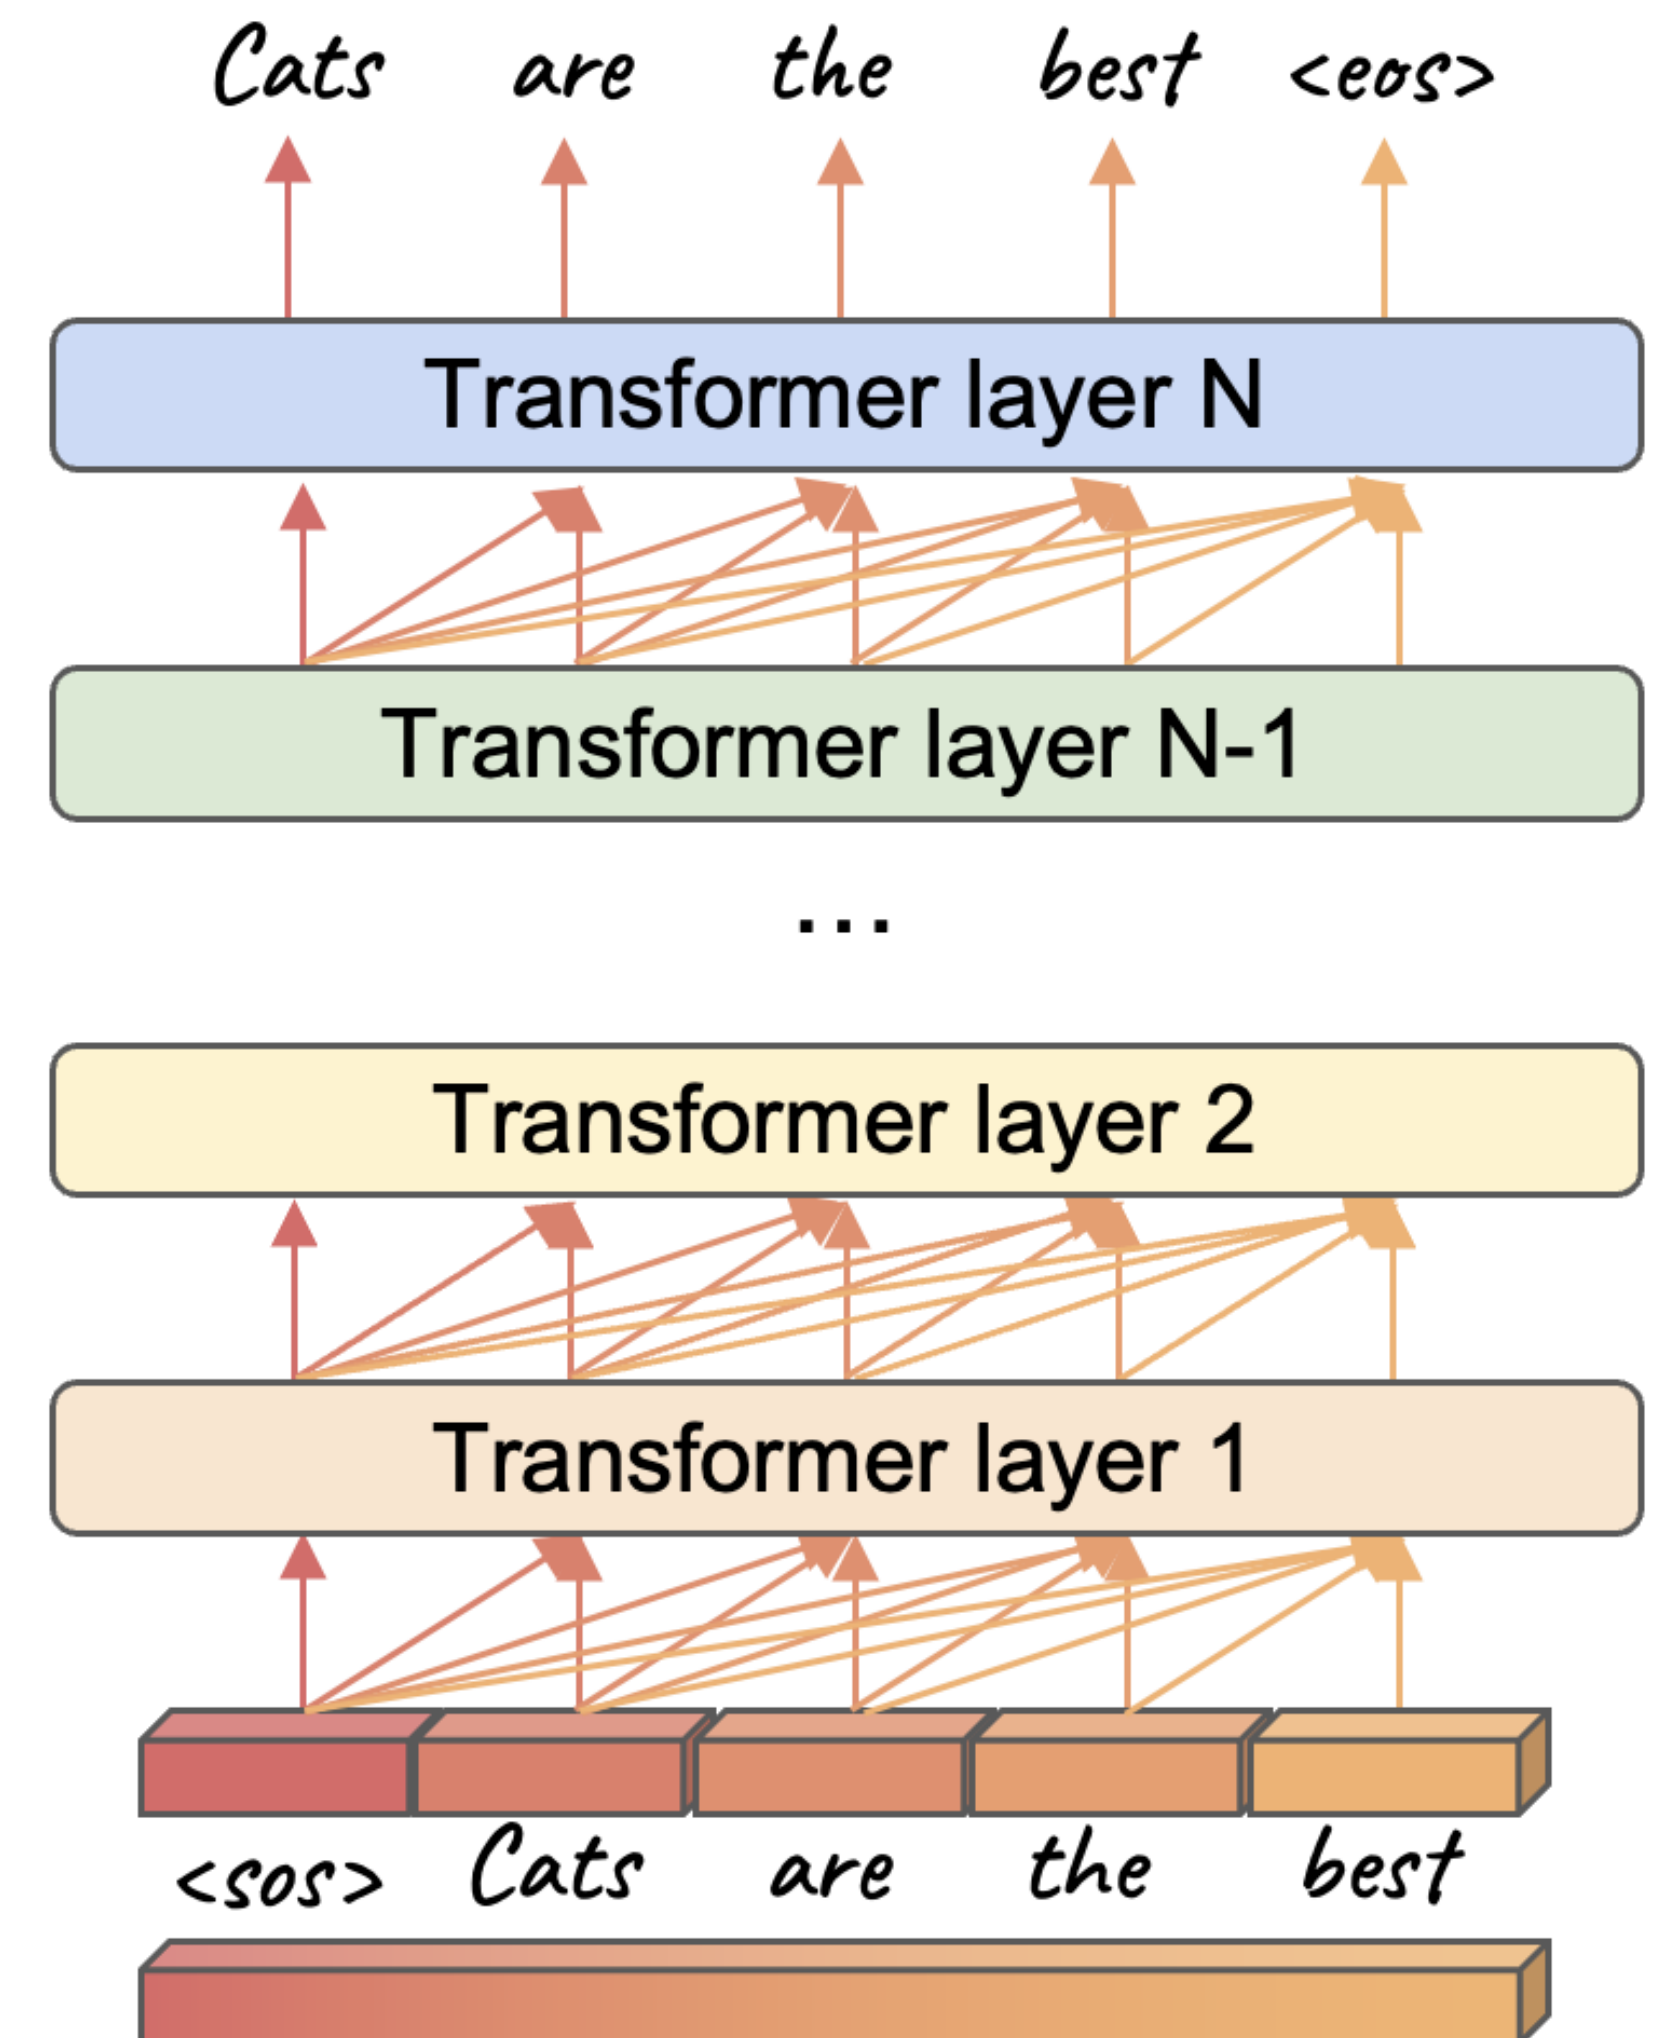 Cats are the best <eos>
Transformer layer N
Transformer layer N-1
...
Transformer layer 2
Transformer layer 1
<sos> Cats are the best